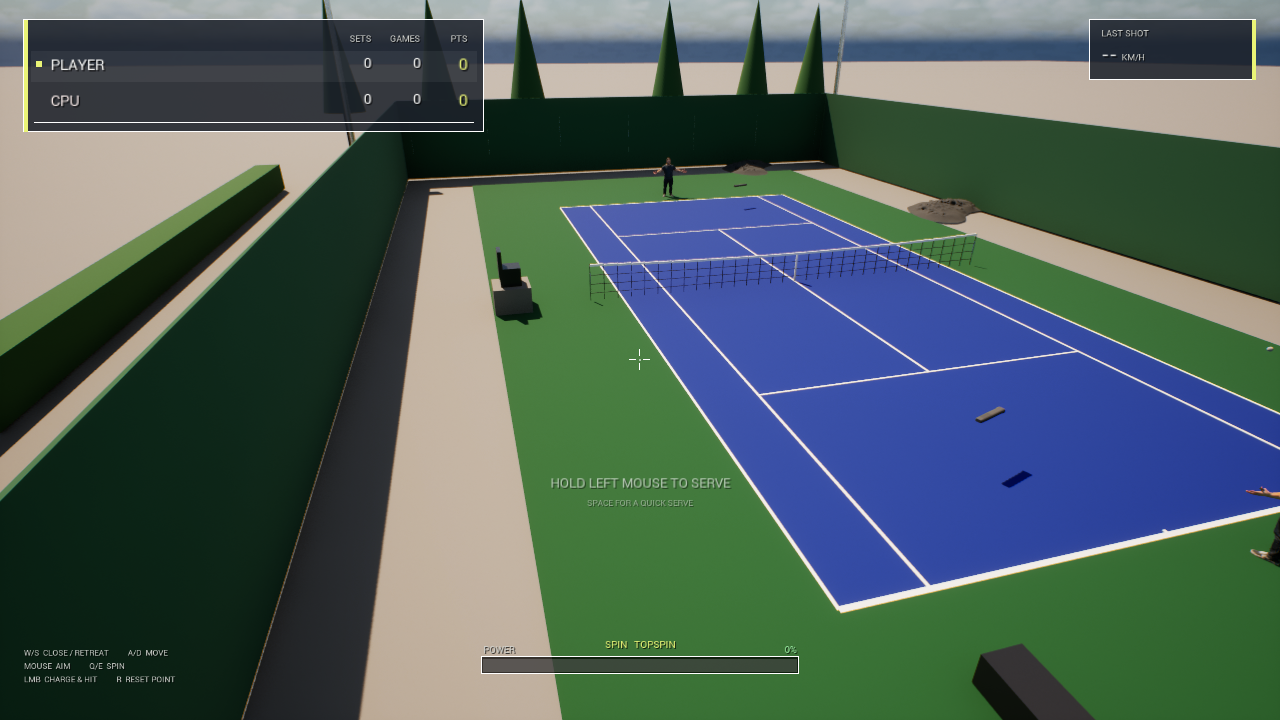 SETS GAMES PTS
PLAYER 0 0 0
CPU 0 0 0
LAST SHOT
-- KM/H
HOLD LEFT MOUSE TO SERVE
SPACE FOR A QUICK SERVE
SPIN TOPSPIN
POWER 0%
W/S CLOSE / RETREAT A/D MOVE
MOUSE AIM Q/E SPIN
LMB CHARGE & HIT R RESET POINT